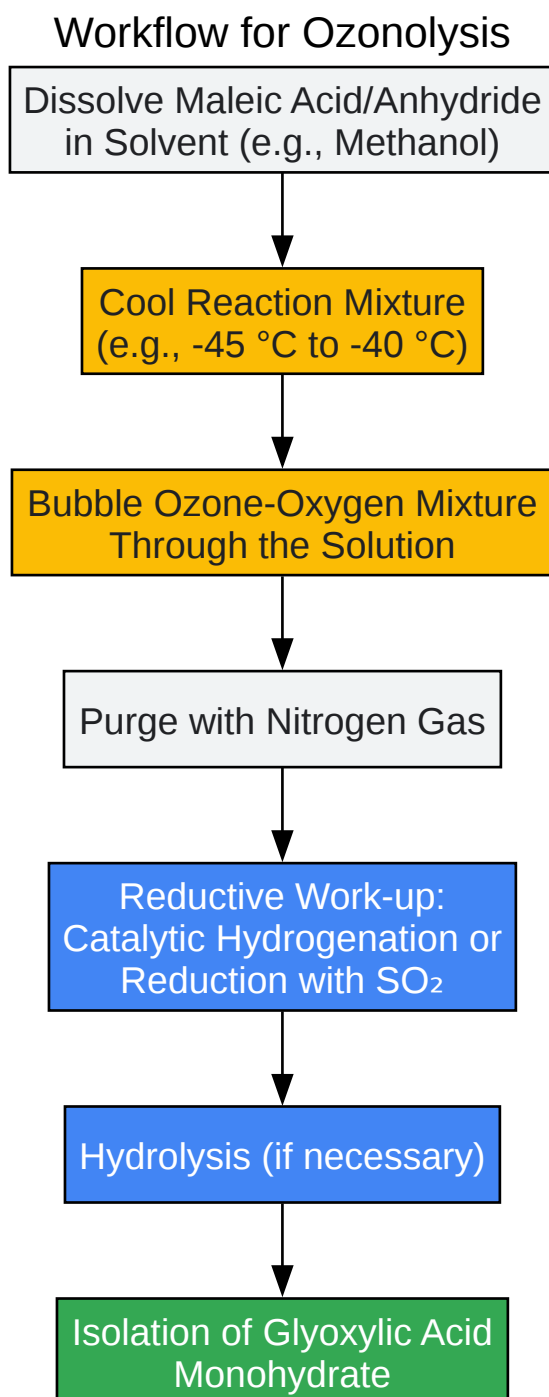 Workflow for Ozonolysis
Dissolve Maleic Acid/Anhydride
in Solvent (e.g., Methanol)
Cool Reaction Mixture
(e.g., -45 °C to -40 °C)
Bubble Ozone-Oxygen Mixture
Through the Solution
Purge with Nitrogen Gas
Reductive Work-up:
Catalytic Hydrogenation or
Reduction with SO₂
Hydrolysis (if necessary)
Isolation of Glyoxylic Acid
Monohydrate